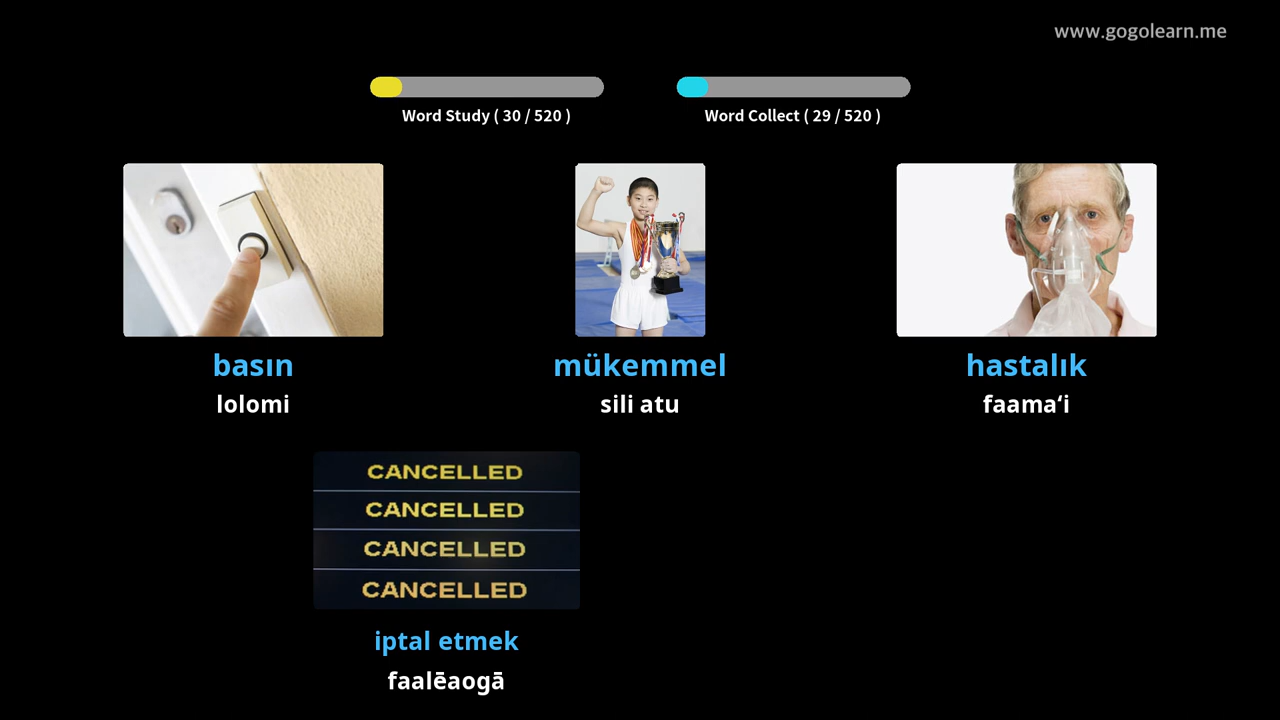 www.gogolearn.me
Word Study ( 30 / 520 )
Word Collect ( 29 / 520 )
basın
mükemmel
hastalık
lolomi
sili atu
faamaʻi
CANCELLED
CANCELLED
CANCELLED
CANCELLED
iptal etmek
faalēaogā